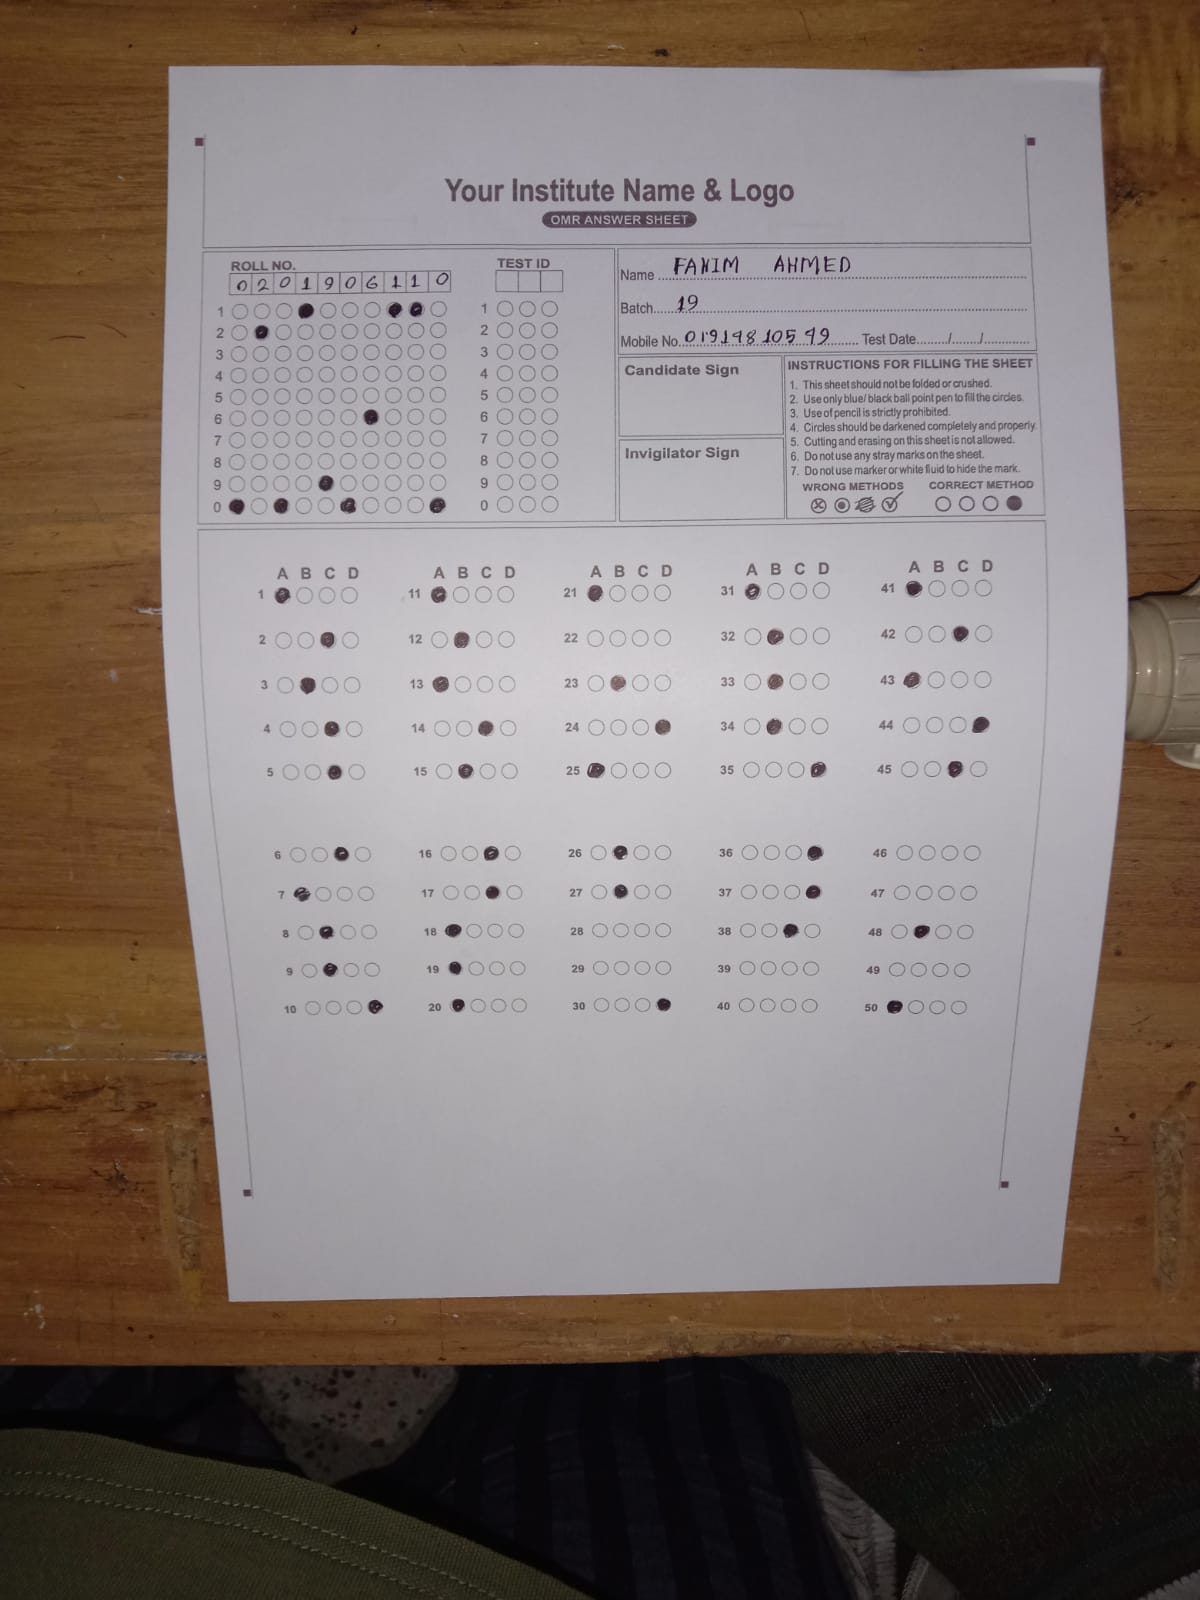 Your Institute Name & Logo
OMR ANSWER SHEET
ROLL NO.
0 2 0 1 9 0 6 1 1 0
1
2
3
4
5
6
7
8
9
0
TEST ID
1
2
3
4
5
6
7
8
9
0
Name FAHIM AHMED
Batch 19
Mobile No. Test Date......../......../............
Candidate Sign
Invigilator Sign
INSTRUCTIONS FOR FILLING THE SHEET
1. This sheet should not be folded or crushed.
2. Use only blue/ black ball point pen to fill the circles.
3. Use of pencil is strictly prohibited.
4. Circles should be darkened completely and properly.
5. Cutting and erasing on this sheet is not allowed.
6. Do not use any stray marks on the sheet.
7. Do not use marker or white fluid to hide the mark.
WRONG METHODS CORRECT METHOD
A B C D
1
2
3
4
5
6
7
8
9
10
A B C D
11
12
13
14
15
16
17
18
19
20
A B C D
21
22
23
24
25
26
27
28
29
30
A B C D
31
32
33
34
35
36
37
38
39
40
A B C D
41
42
43
44
45
46
47
48
49
50